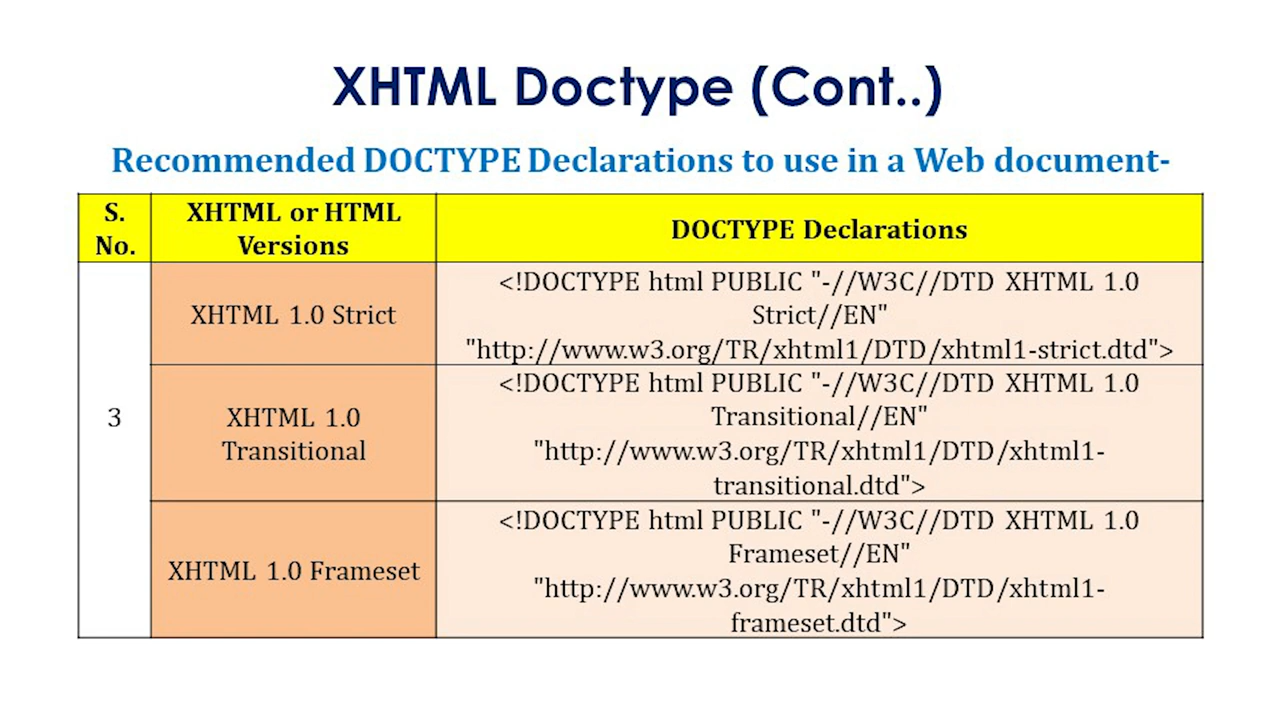 XHTML Doctype (Cont..)
Recommended DOCTYPE Declarations to use in a Web document-
S.
No.
XHTML or HTML
Versions
DOCTYPE Declarations
3
XHTML 1.0 Strict
<!DOCTYPE html PUBLIC "-//W3C//DTD XHTML 1.0
Strict//EN"
"http://www.w3.org/TR/xhtml1/DTD/xhtml1-strict.dtd">
XHTML 1.0
Transitional
<!DOCTYPE html PUBLIC "-//W3C//DTD XHTML 1.0
Transitional//EN"
"http://www.w3.org/TR/xhtml1/DTD/xhtml1-
transitional.dtd">
XHTML 1.0 Frameset
<!DOCTYPE html PUBLIC "-//W3C//DTD XHTML 1.0
Frameset//EN"
"http://www.w3.org/TR/xhtml1/DTD/xhtml1-
frameset.dtd">